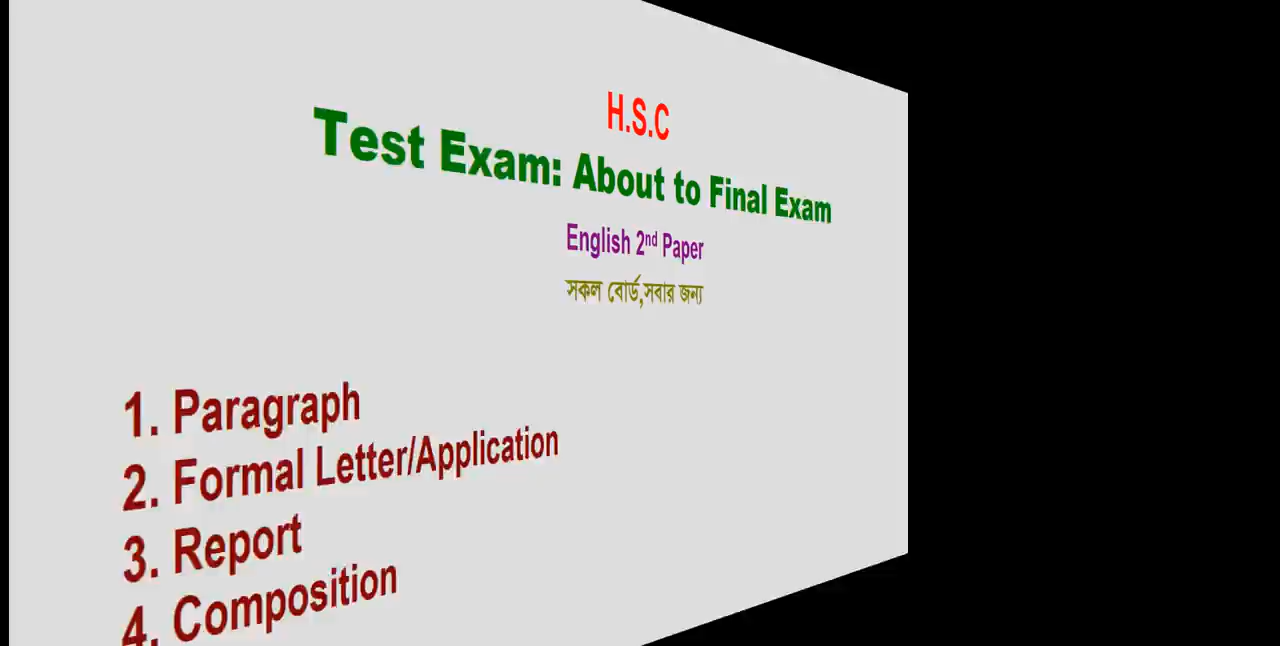 H.S.C
Test Exam: About to Final Exam
English 2nd Paper
সকল বোর্ড,সবার জন্য
1. Paragraph
2. Formal Letter/Application
3. Report
4. Composition